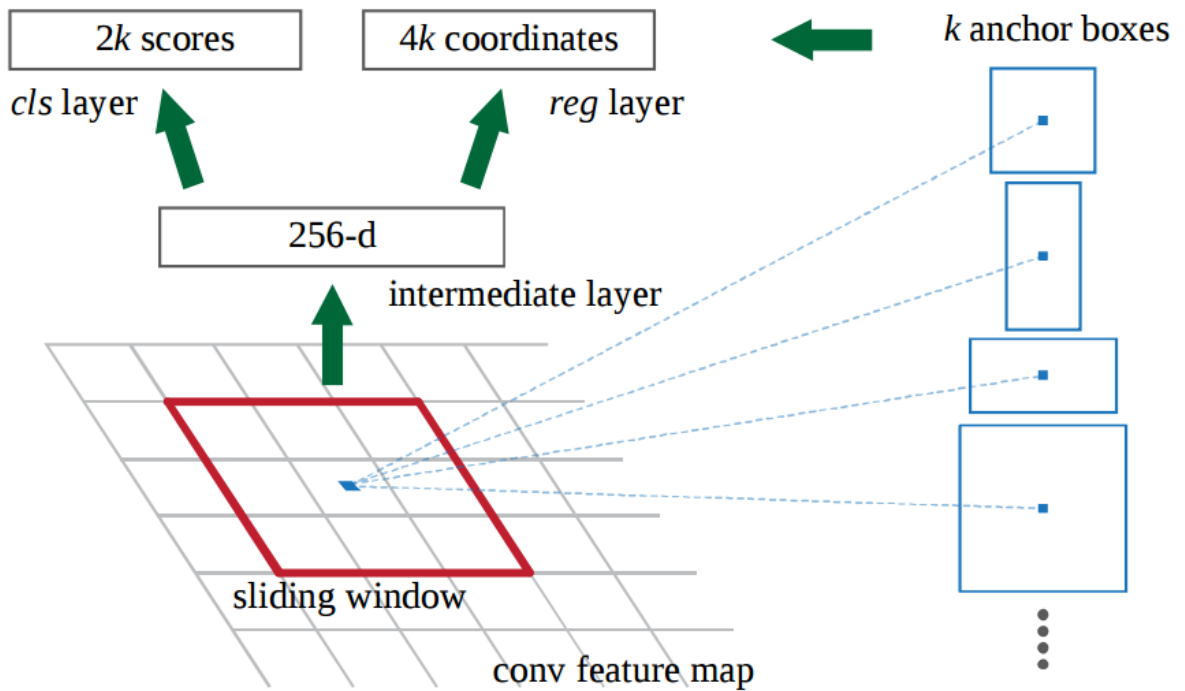 2k scores
4k coordinates
k anchor boxes
cls layer
reg layer
256-d
intermediate layer
sliding window
conv feature map